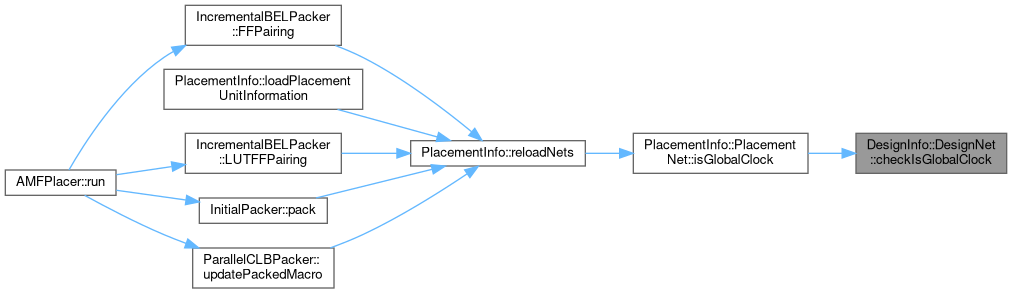 IncrementalBELPacker
::FFPairing
PlacementInfo::loadPlacement
UnitInformation
IncrementalBELPacker
::LUTFFPairing
PlacementInfo::reloadNets
PlacementInfo::Placement
Net::isGlobalClock
DesignInfo::DesignNet
::checkIsGlobalClock
AMFPlacer::run
InitialPacker::pack
ParallelCLBPacker::
updatePackedMacro